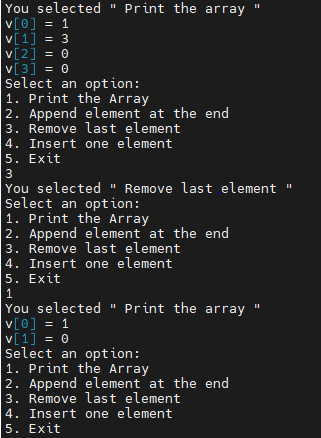 You selected " Print the array "
v[0] = 1
v[1] = 3
v[2] = 0
v[3] = 0
Select an option:
1. Print the Array
2. Append element at the end
3. Remove last element
4. Insert one element
5. Exit
3
You selected " Remove last element "
Select an option:
1. Print the Array
2. Append element at the end
3. Remove last element
4. Insert one element
5. Exit
1
You selected " Print the array "
v[0] = 1
v[1] = 0
Select an option:
1. Print the Array
2. Append element at the end
3. Remove last element
4. Insert one element
5. Exit